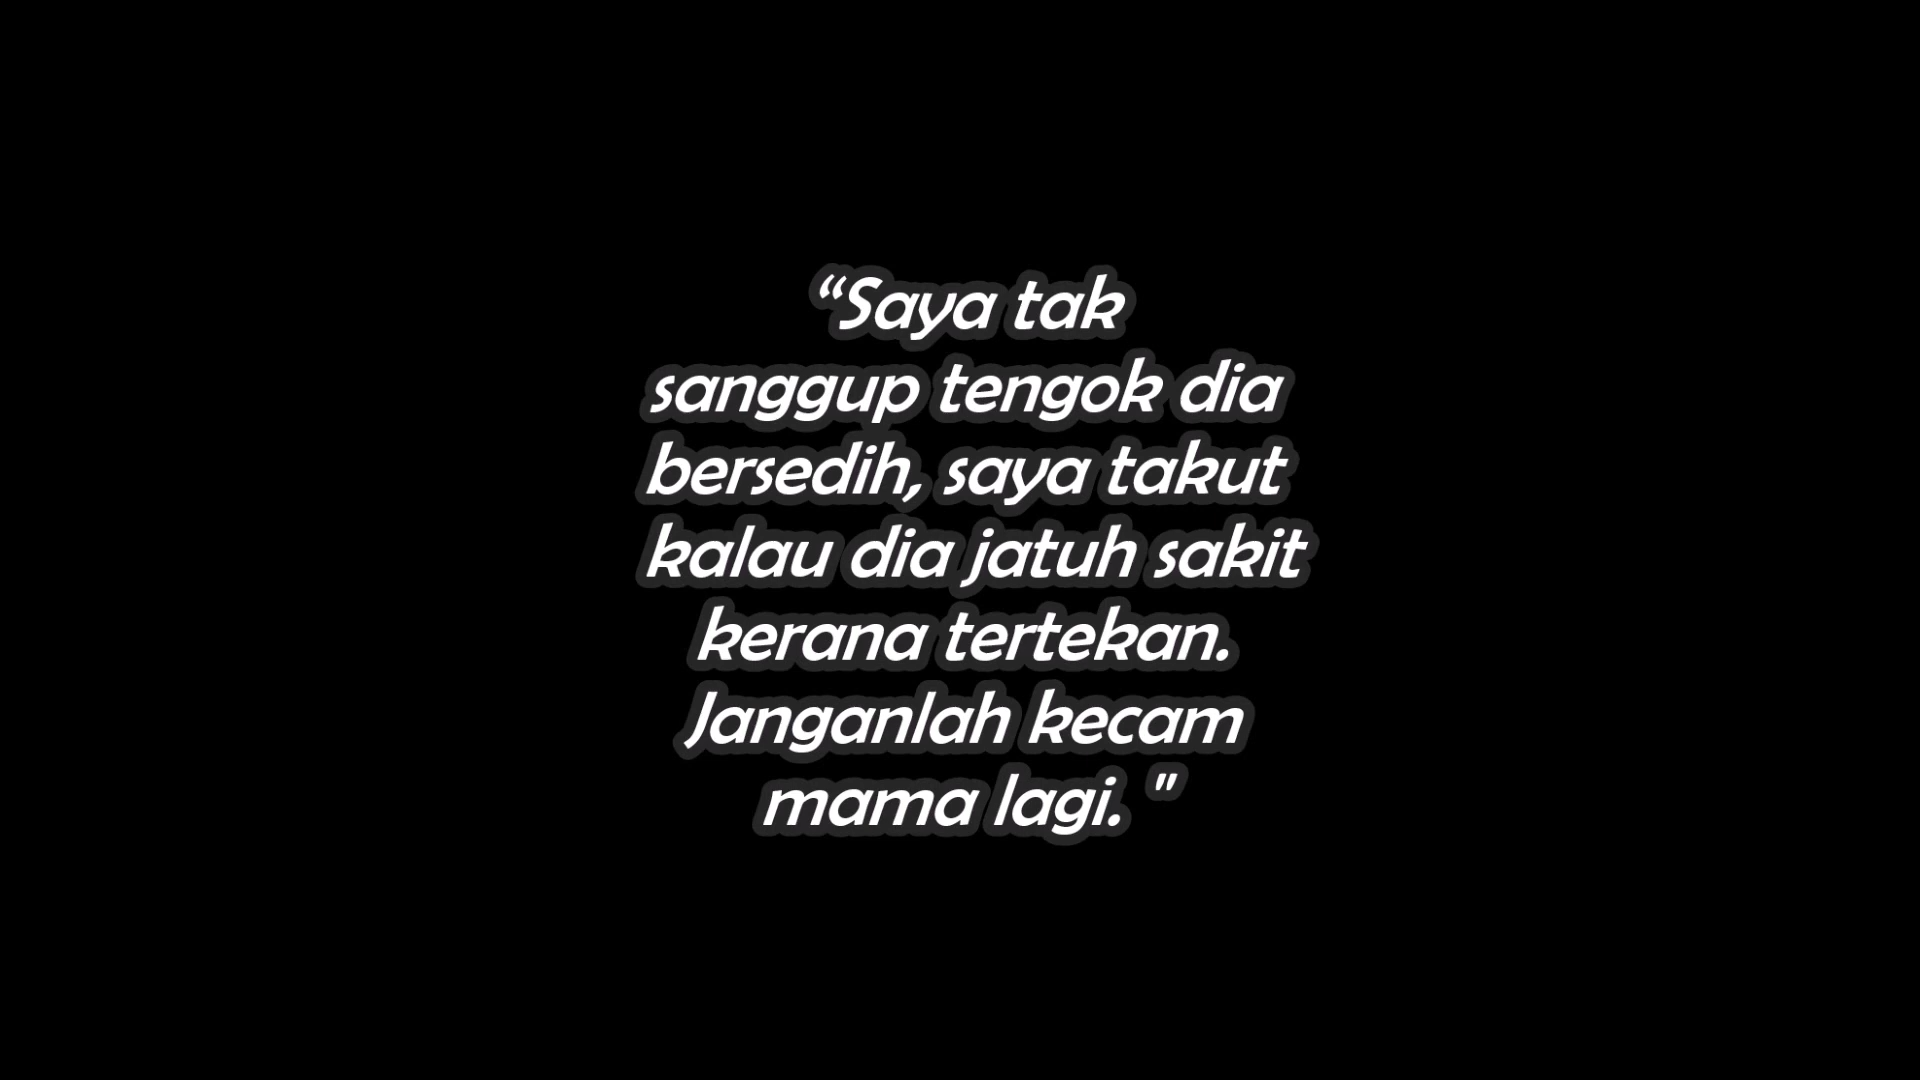 “Saya tak
sanggup tengok dia
bersedih, saya takut
kalau dia jatuh sakit
kerana tertekan.
Janganlah kecam
mama lagi. "